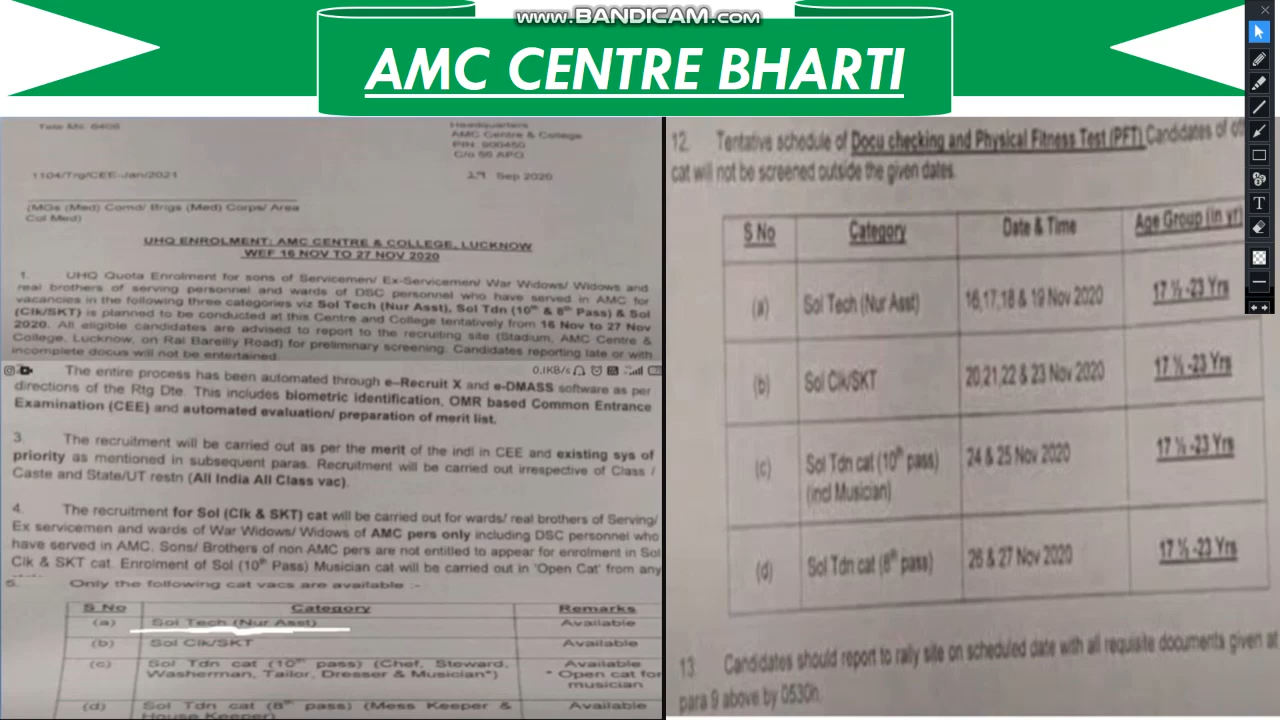 www.BANDICAM.com
AMC CENTRE BHARTI
Tele Mil 6405
Headquarters
AMC Centre & College
PIN 900450
C/o 56 APO
1104/Trg/CEE-Jan/2021
29 Sep 2020
(MGs (Med) Comd/ Brigs (Med) Corps/ Area
Col Med)
UHQ ENROLMENT: AMC CENTRE & COLLEGE, LUCKNOW
WEF 16 NOV TO 27 NOV 2020
1. UHQ Quota Enrolment for sons of Servicemen/ Ex-Servicemen/ War Widows/ Widows and
real brothers of serving personnel and wards of DSC personnel who have served in AMC for
vacancies in the following three categories viz Sol Tech (Nur Asst), Sol Tdn (10th & 8th Pass) & Sol
(Clk/SKT) is planned to be conducted at this Centre and College tentatively from 16 Nov to 27 Nov
2020. All eligible candidates are advised to report to the recruiting site (Stadium, AMC Centre &
College, Lucknow, on Rai Bareilly Road) for preliminary screening. Candidates reporting late or with
incomplete docus will not be entertained
0.1KB/s
The entire process has been automated through e-Recruit X and e-DMASS software as per
directions of the Rtg Dte. This includes biometric identification, OMR based Common Entrance
Examination (CEE) and automated evaluation/ preparation of merit list.
3. The recruitment will be carried out as per the merit of the indl in CEE and existing sys of
priority as mentioned in subsequent paras. Recruitment will be carried out irrespective of Class /
Caste and State/UT restn (All India All Class vac).
4. The recruitment for Sol (Clk & SKT) cat will be carried out for wards/ real brothers of Serving/
Ex servicemen and wards of War Widows/ Widows of AMC pers only including DSC personnel who
have served in AMC. Sons/ Brothers of non AMC pers are not entitled to appear for enrolment in Sol
Clk & SKT cat. Enrolment of Sol (10th Pass) Musician cat will be carried out in 'Open Cat' from any
5. Only the following cat vacs are available :-
S No Category Remarks
(a) Sol Tech (Nur Asst) Available
(b) Sol Clk/SKT Available
(c) Sol Tdn cat (10th pass) (Chef, Steward, Available
Washerman, Tailor, Dresser & Musician*) * Open cat for
musician
(d) Sol Tdn cat (8th pass) (Mess Keeper & Available
House Keeper)
12. Tentative schedule of Docu checking and Physical Fitness Test (PFT) Candidates of
cat will not be screened outside the given dates.
S No Category Date & Time Age Group (in yr)
(a) Sol Tech (Nur Asst) 16,17,18 & 19 Nov 2020 17 ½ -23 Yrs
(b) Sol Clk/SKT 20,21,22 & 23 Nov 2020 17 ½ -23 Yrs
(c) Sol Tdn cat (10th pass) 24 & 25 Nov 2020 17 ½ -23 Yrs
(incl Musician)
(d) Sol Tdn cat (8th pass) 26 & 27 Nov 2020 17 ½ -23 Yrs
13. Candidates should report to rally site on scheduled date with all requisite documents given at
para 9 above by 0530h.